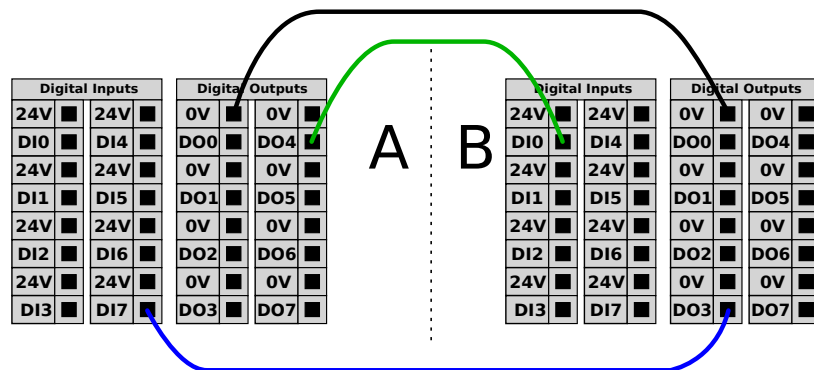 Digital Inputs Digital Outputs Digital Inputs Digital Outputs
24V 24V 0V 0V 24V 24V 0V 0V
DI0 DI4 DO0 DO4 A B DI0 DI4 DO0 DO4
24V 24V 0V 0V 24V 24V 0V 0V
DI1 DI5 DO1 DO5 DI1 DI5 DO1 DO5
24V 24V 0V 0V 24V 24V 0V 0V
DI2 DI6 DO2 DO6 DI2 DI6 DO2 DO6
24V 24V 0V 0V 24V 24V 0V 0V
DI3 DI7 DO3 DO7 DI3 DI7 DO3 DO7